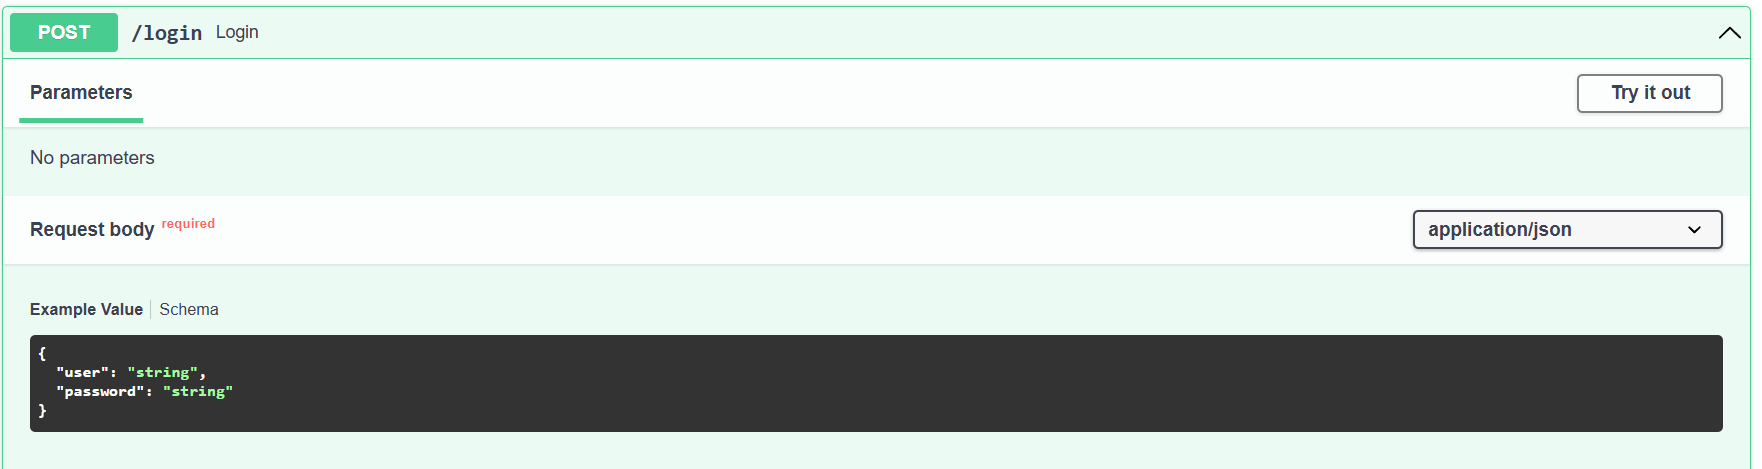 POST /login Login
Parameters Try it out
No parameters
Request body required application/json
Example Value Schema
{
"user": "string",
"password": "string"
}